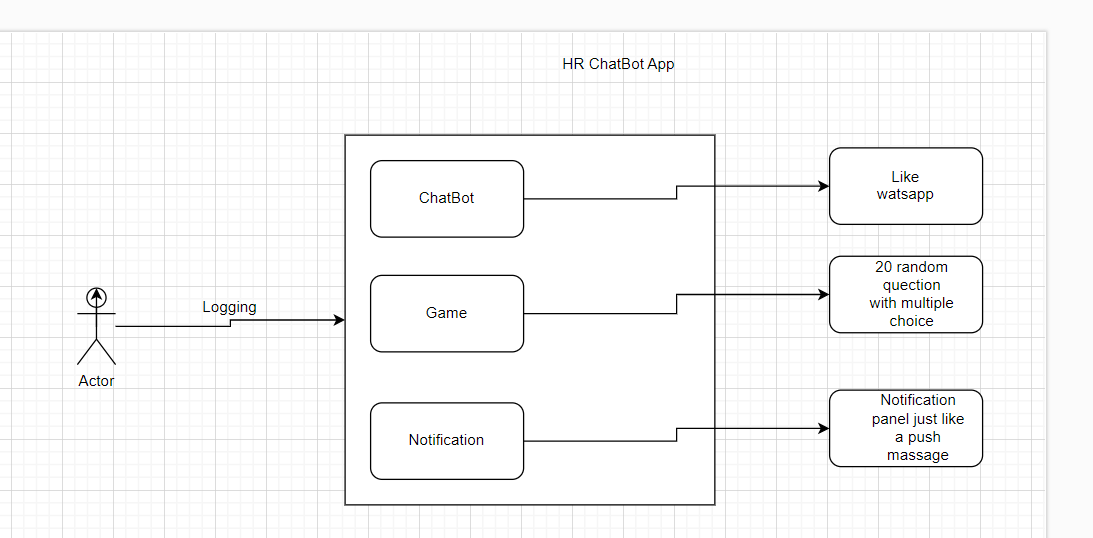 HR ChatBot App
ChatBot
Like
watsapp
Game
20 random
quection
with multiple
choice
Logging
Actor
Notification
Notification
panel just like
a push
massage